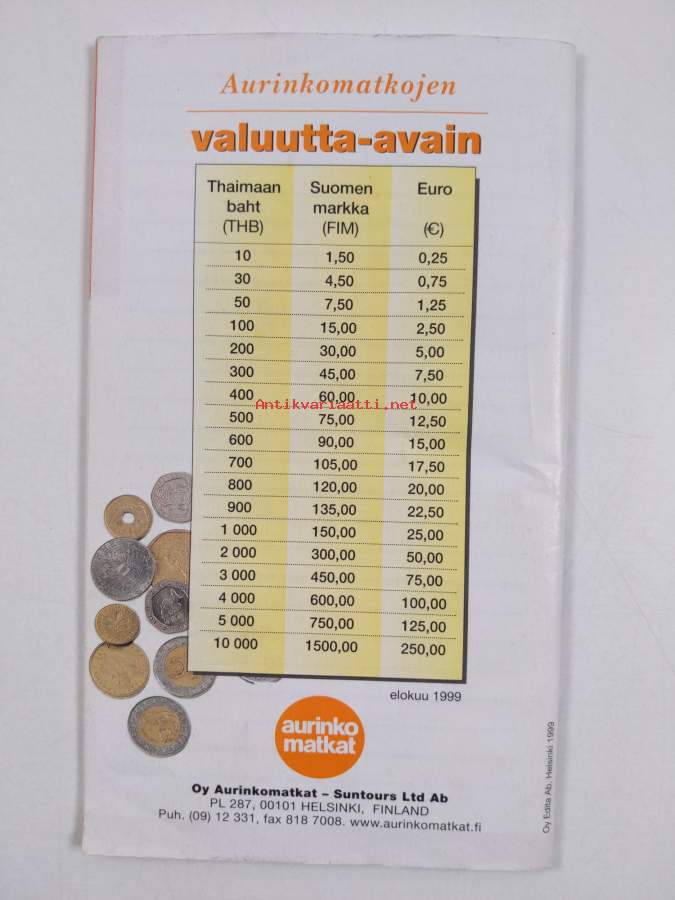 Aurinkomatkojen
valuutta-avain
Thaimaan Suomen Euro
baht markka
(THB) (FIM) (€)
10 1,50 0,25
30 4,50 0,75
50 7,50 1,25
100 15,00 2,50
200 30,00 5,00
300 45,00 7,50
400 60,00 10,00
Antikvariaatti.net
500 75,00 12,50
600 90,00 15,00
700 105,00 17,50
800 120,00 20,00
900 135,00 22,50
1 000 150,00 25,00
2 000 300,00 50,00
3 000 450,00 75,00
4 000 600,00 100,00
5 000 750,00 125,00
10 000 1500,00 250,00
elokuu 1999
aurinko
matkat
Oy Aurinkomatkat – Suntours Ltd Ab
PL 287, 00101 HELSINKI, FINLAND
Puh. (09) 12 331, fax 818 7008. www.aurinkomatkat.fi
Oy Edita Ab, Helsinki 1999